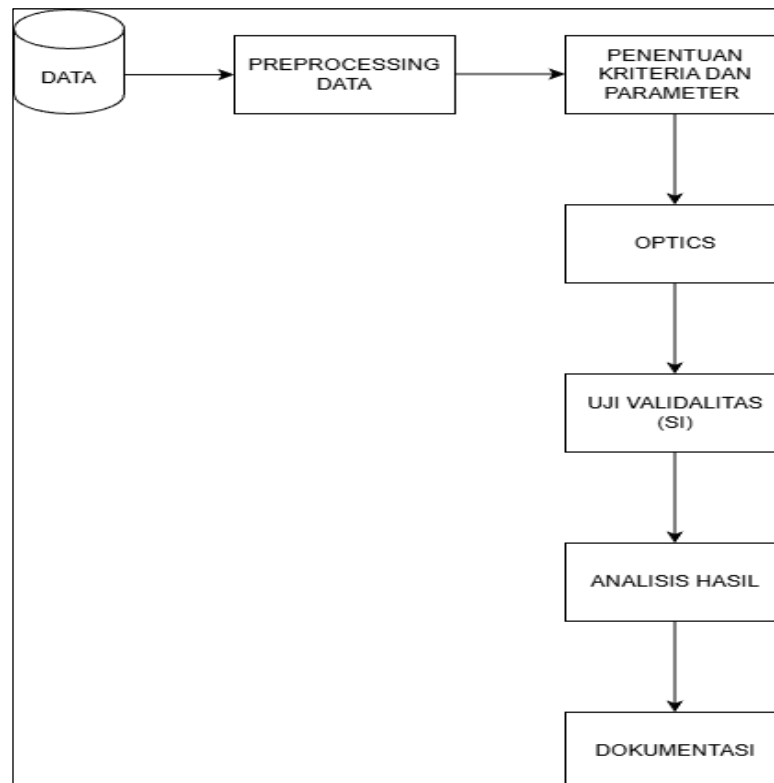 DATA
PREPROCESSING
DATA
PENENTUAN
KRITERIA DAN
PARAMETER
OPTICS
UJI VALIDALITAS
(SI)
ANALISIS HASIL
DOKUMENTASI